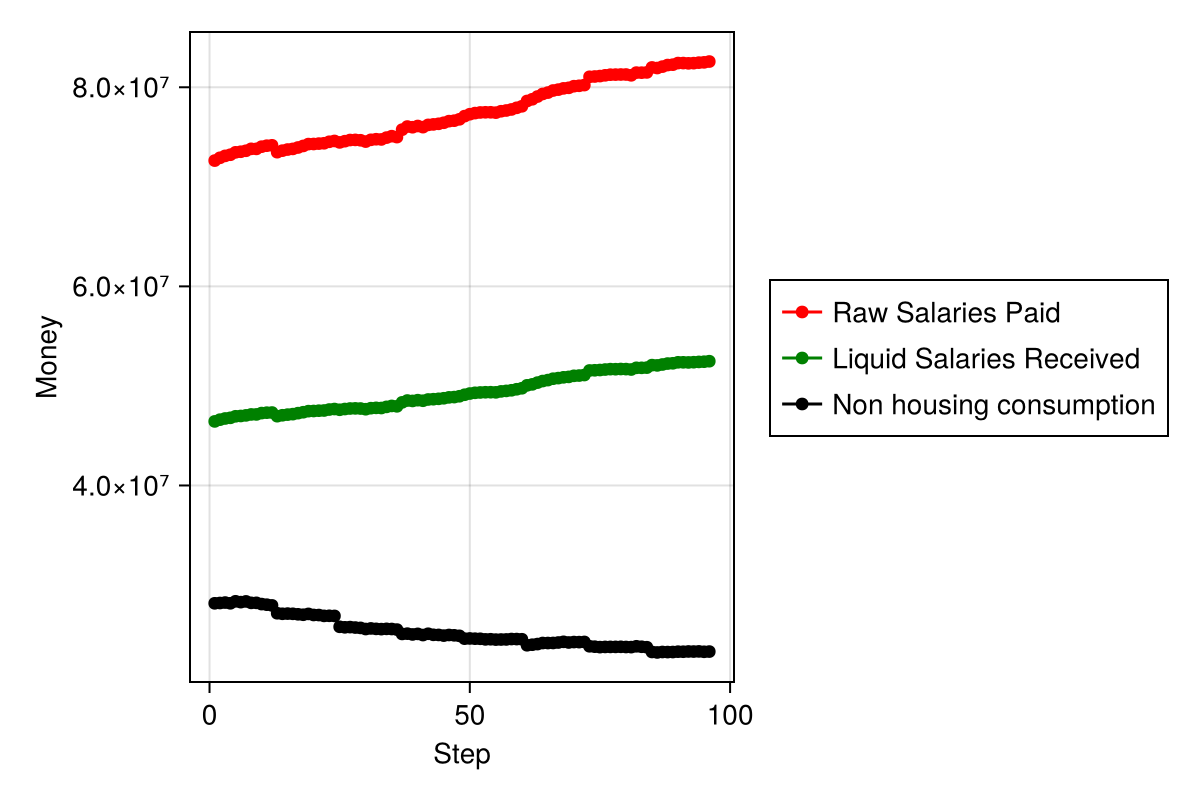 8.0×10⁷
6.0×10⁷
4.0×10⁷
Money
0
50
100
Step
Raw Salaries Paid
Liquid Salaries Received
Non housing consumption